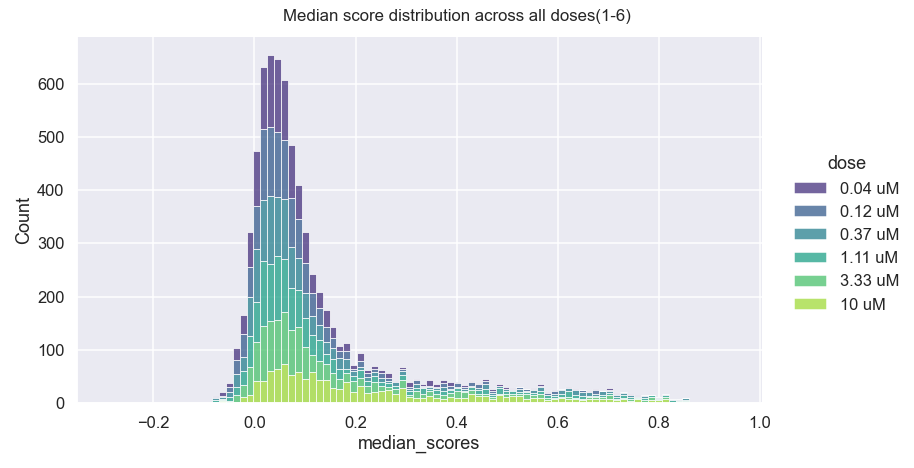 Median score distribution across all doses(1-6)
600
500
400
300
200
100
0
Count
−0.2
0.0
0.2
0.4
0.6
0.8
1.0
median_scores
dose
0.04 uM
0.12 uM
0.37 uM
1.11 uM
3.33 uM
10 uM